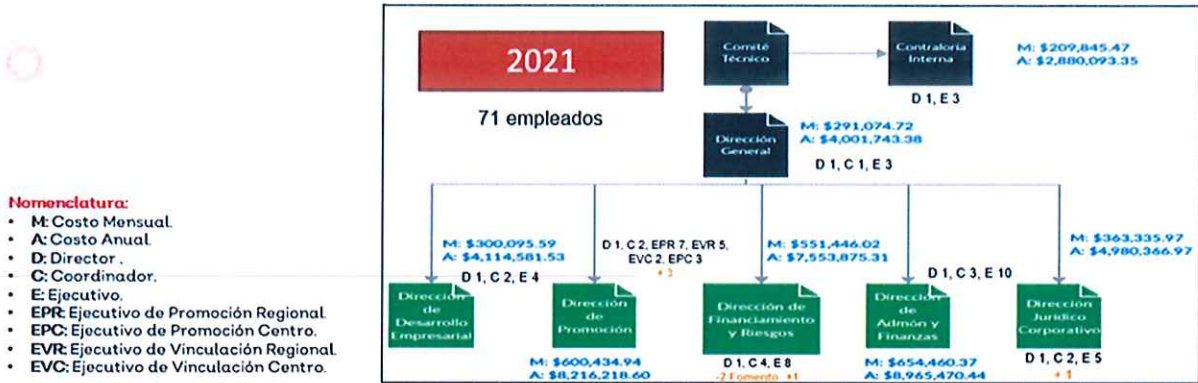 2021
71 empleados
Comité
Técnico
Contraloría
Interna
M: $209,845.47
A: $2,880,093.35
D 1, E 3
Dirección
General
M: $291,074.72
A: $4,001,743.38
D 1, C 1, E 3
Nomenclatura:
• M: Costo Mensual.
• A: Costo Anual.
• D: Director .
• C: Coordinador.
• E: Ejecutivo.
• EPR: Ejecutivo de Promoción Regional.
• EPC: Ejecutivo de Promoción Centro.
• EVR: Ejecutivo de Vinculación Regional.
• EVC: Ejecutivo de Vinculación Centro.
M: $300,095.59
A: $4,114,581.53
D 1, C 2, E 4
Dirección
de
Desarrollo
Empresarial
D 1, C 2, EPR 7, EVR 5,
EVC 2, EPC 3
+ 3
Dirección
de
Promoción
M: $600,434.94
A: $8,216,218.60
M: $551,446.02
A: $7,553,875.31
Dirección de
Financiamiento
y Riesgos
D 1, C 4, E 8
-2 Fomento +1
D 1, C 3, E 10
Dirección
de
Admón y
Finanzas
M: $654,460.37
A: $8,965,470.44
M: $363,335.97
A: $4,980,366.97
Dirección
Jurídico
Corporativo
D 1, C 2, E 5
+ 1